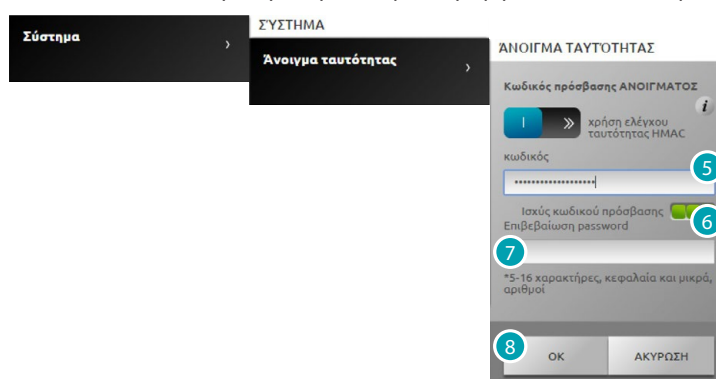 Σύστημα
›
ΣΎΣΤΗΜΑ
Άνοιγμα ταυτότητας
›
ΆΝΟΙΓΜΑ ΤΑΥΤΌΤΗΤΑΣ
Κωδικός πρόσβασης ΑΝΟΙΓΜΑΤΟΣ
i
I »
χρήση ελέγχου
ταυτότητας HMAC
κωδικός
5
••••••••••••••••••
Ισχύς κωδικού πρόσβασης
6
Επιβεβαίωση password
7
*5-16 χαρακτήρες, κεφαλαία και μικρά,
αριθμοί
8
OK
ΑΚΥΡΩΣΗ